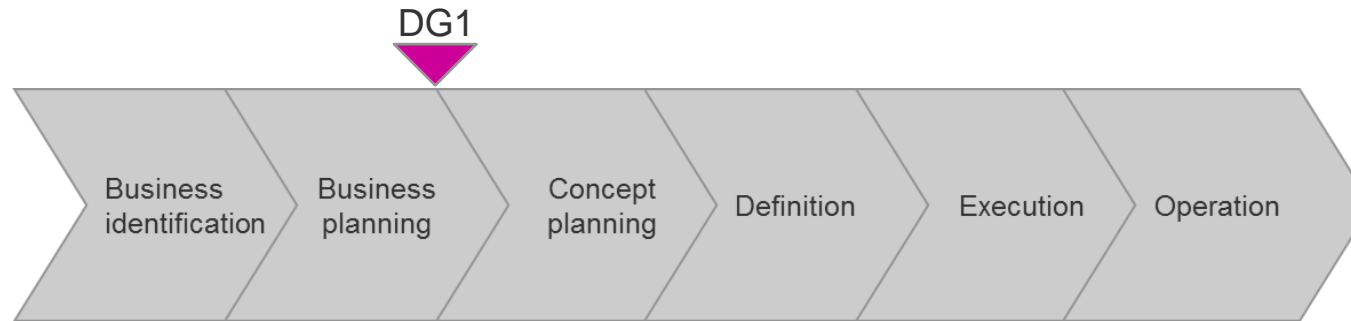 DG1
Business
identification
Business
planning
Concept
planning
Definition
Execution
Operation